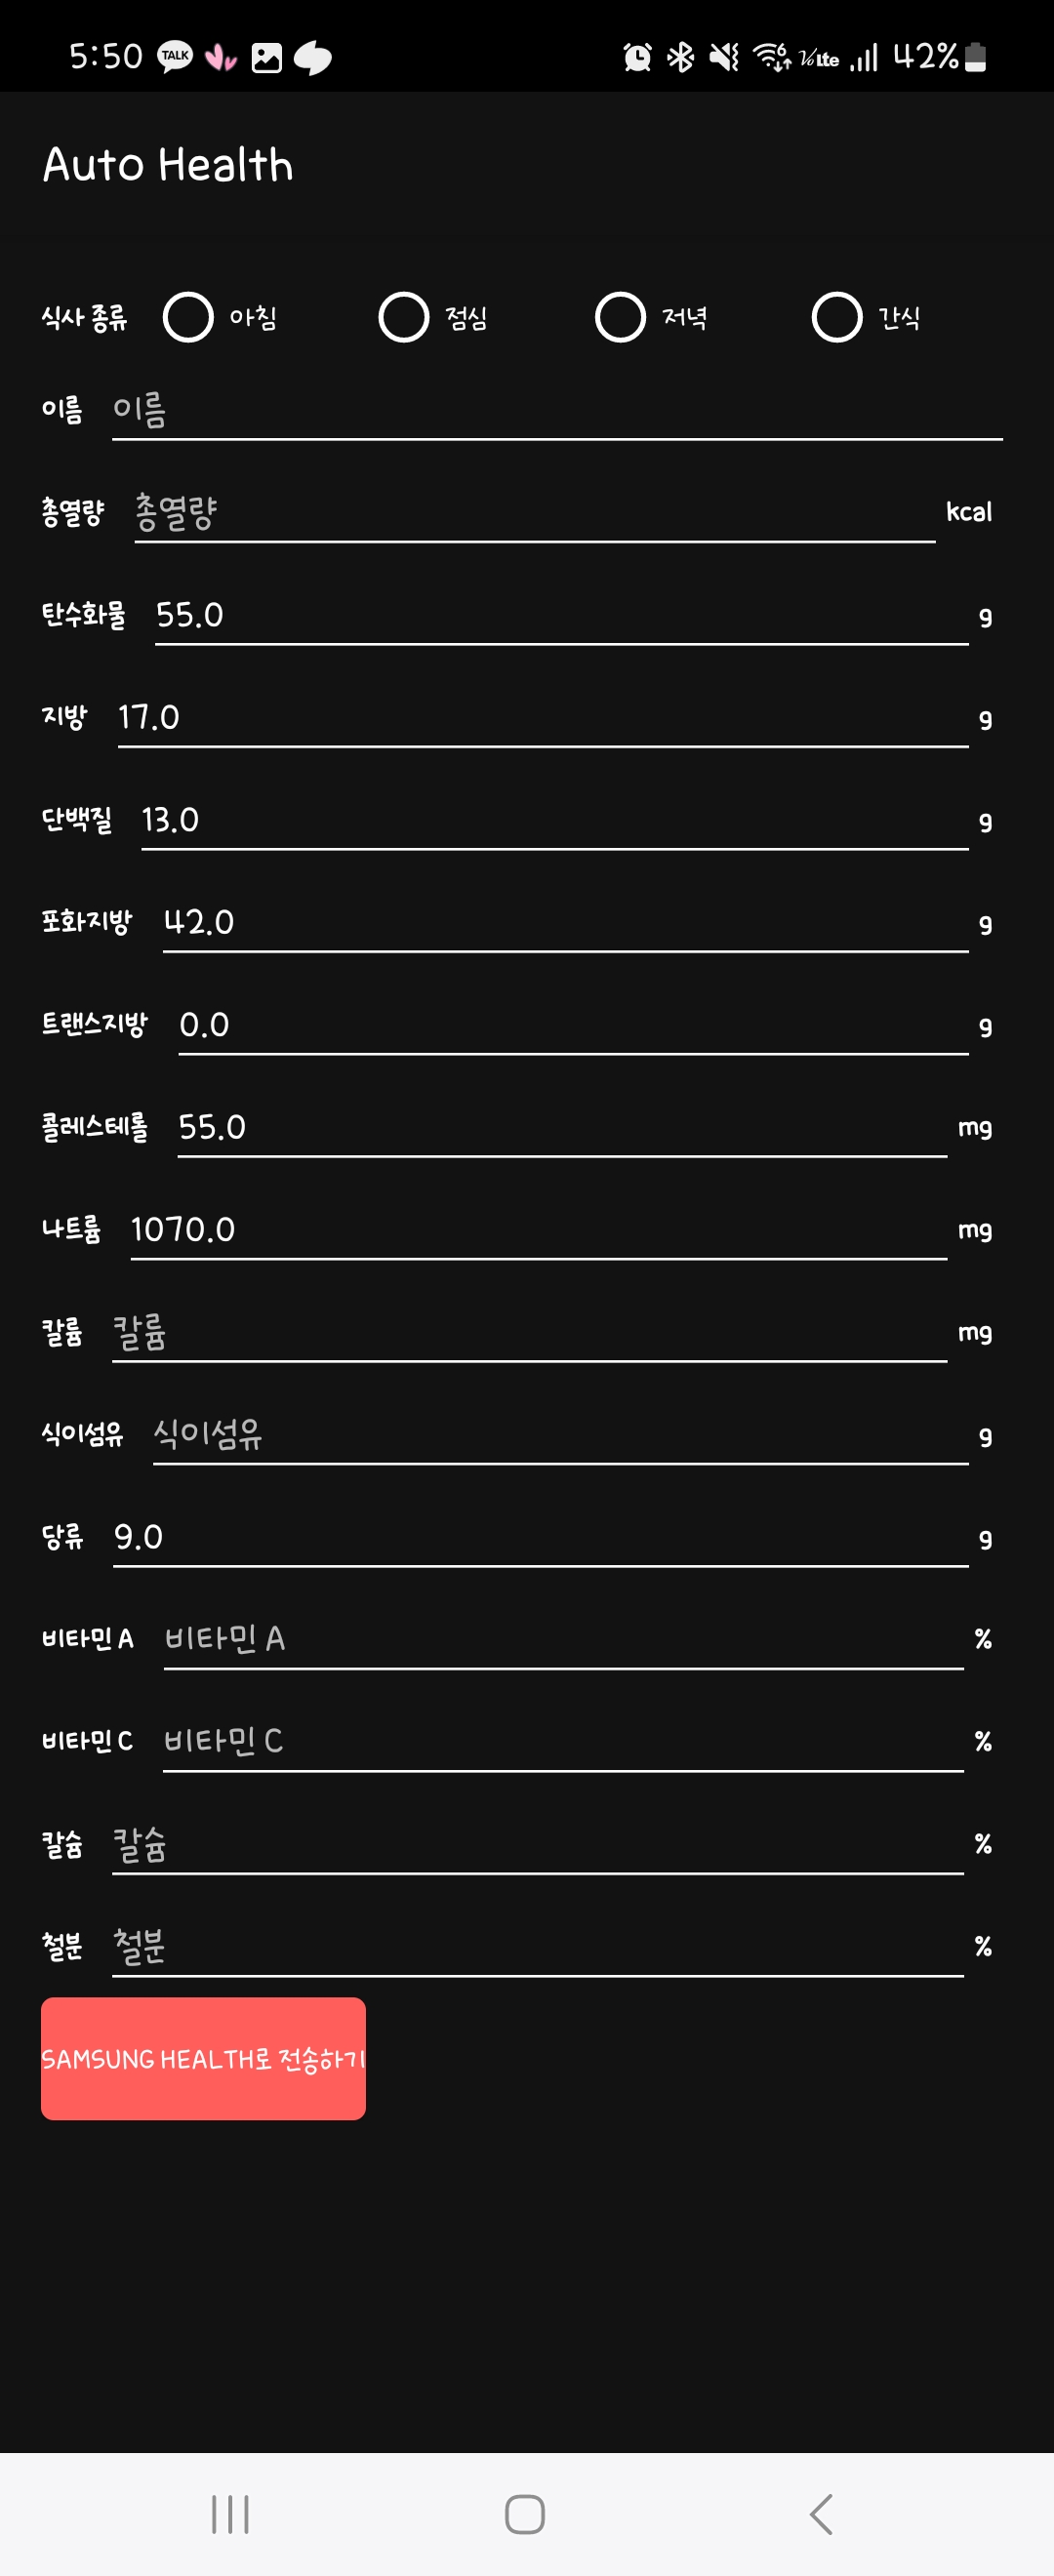 5:50 TALK 6 VoLte 42%
Auto Health
식사 종류 아침 점심 저녁 간식
이름 이름
총열량 총열량 kcal
탄수화물 55.0 g
지방 17.0 g
단백질 13.0 g
포화지방 42.0 g
트랜스지방 0.0 g
콜레스테롤 55.0 mg
나트륨 1070.0 mg
칼륨 칼륨 mg
식이섬유 식이섬유 g
당류 9.0 g
비타민 A 비타민 A %
비타민 C 비타민 C %
칼슘 칼슘 %
철분 철분 %
SAMSUNG HEALTH로 전송하기